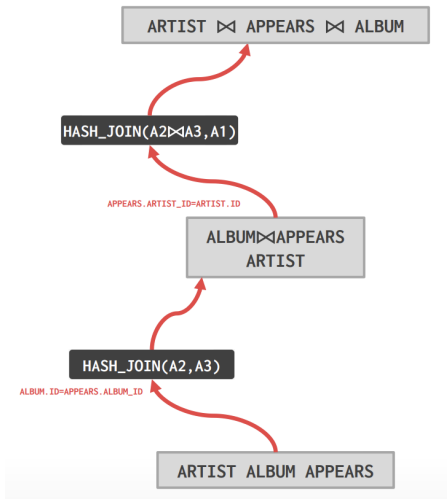 ARTIST ⋈ APPEARS ⋈ ALBUM
HASH_JOIN(A2⋈A3,A1)
APPEARS.ARTIST_ID=ARTIST.ID
ALBUM⋈APPEARS
ARTIST
HASH_JOIN(A2,A3)
ALBUM.ID=APPEARS.ALBUM_ID
ARTIST ALBUM APPEARS